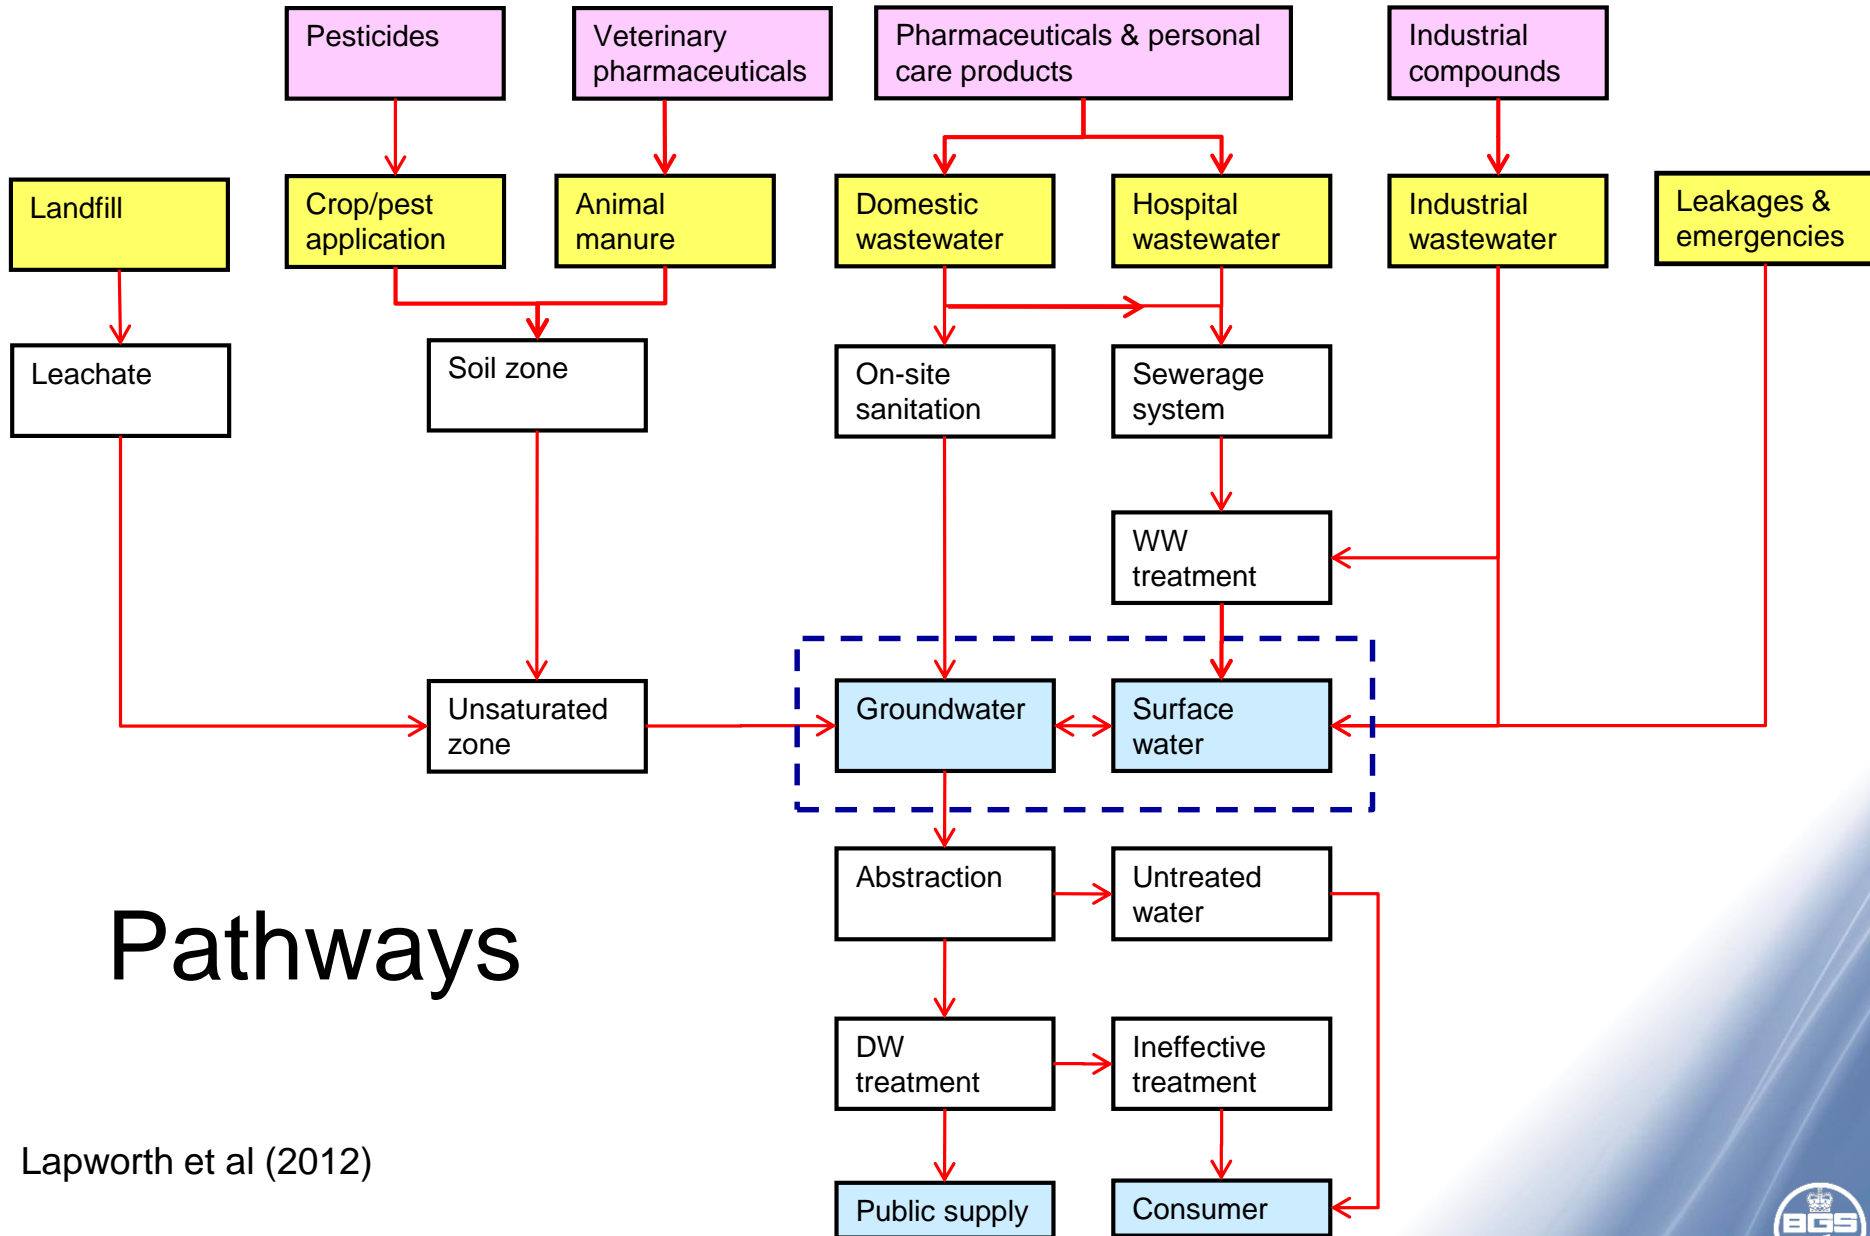 Pesticides
Veterinary
pharmaceuticals
Pharmaceuticals & personal
care products
Industrial
compounds
Landfill
Crop/pest
application
Animal
manure
Domestic
wastewater
Hospital
wastewater
Industrial
wastewater
Leakages &
emergencies
Leachate
Soil zone
On-site
sanitation
Sewerage
system
WW
treatment
Unsaturated
zone
Groundwater
Surface
water
Abstraction
Untreated
water
Pathways
DW
treatment
Ineffective
treatment
Lapworth et al (2012)
Public supply
Consumer
BGS